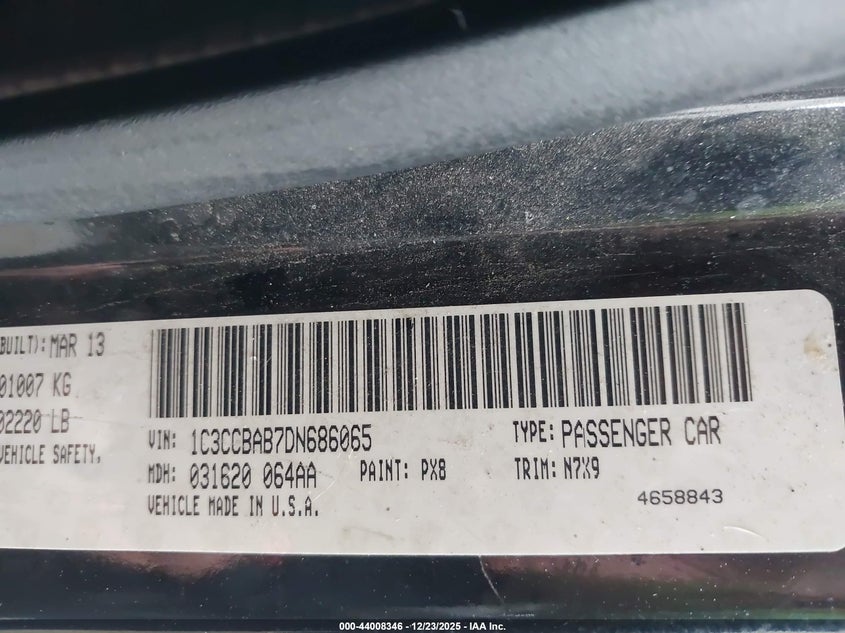 BUILT): MAR 13
01007 KG
02220 LB
VEHICLE SAFETY,
VIN: 1C3CCBAB7DN686065 TYPE: PASSENGER CAR
MDH: 031620 064AA PAINT: PX8 TRIM: N7X9
VEHICLE MADE IN U.S.A. 4658843
000-44008346 - 12/23/2025 - IAA Inc.